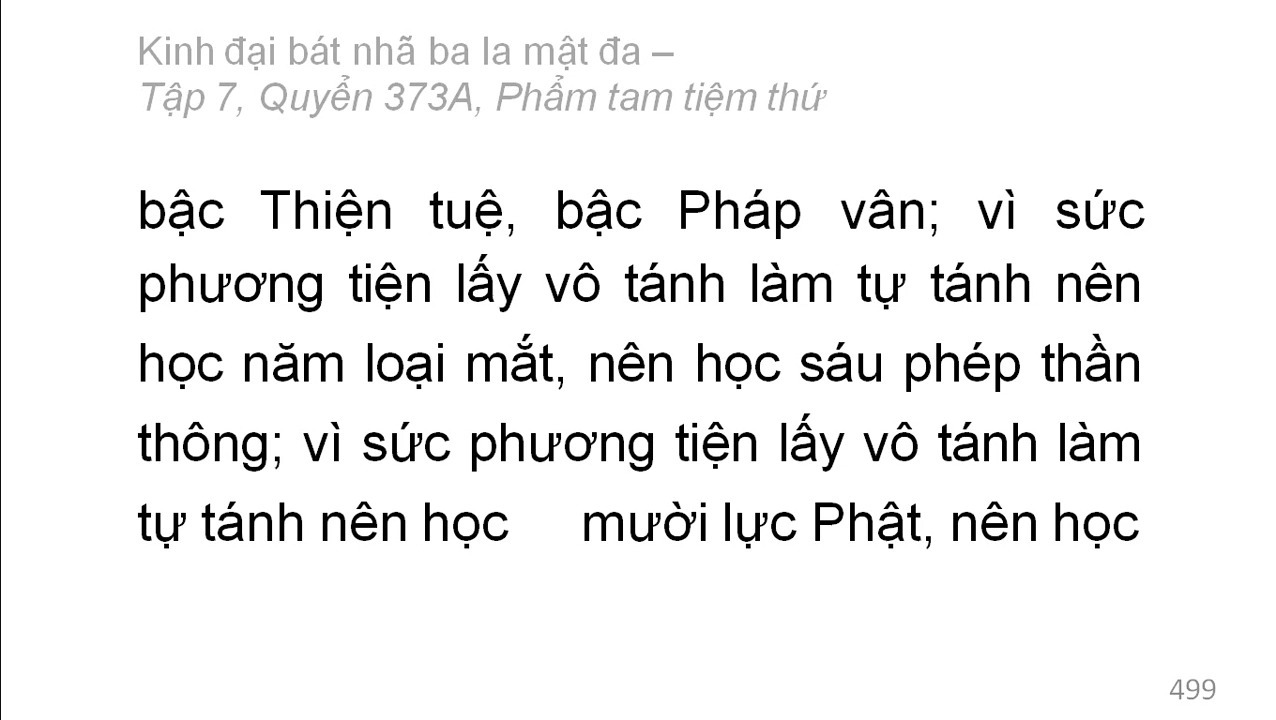 Kinh đại bát nhã ba la mật đa –
Tập 7, Quyển 373A, Phẩm tam tiệm thứ
bậc Thiện tuệ, bậc Pháp vân; vì sức
phương tiện lấy vô tánh làm tự tánh nên
học năm loại mắt, nên học sáu phép thần
thông; vì sức phương tiện lấy vô tánh làm
tự tánh nên học mười lực Phật, nên học
499